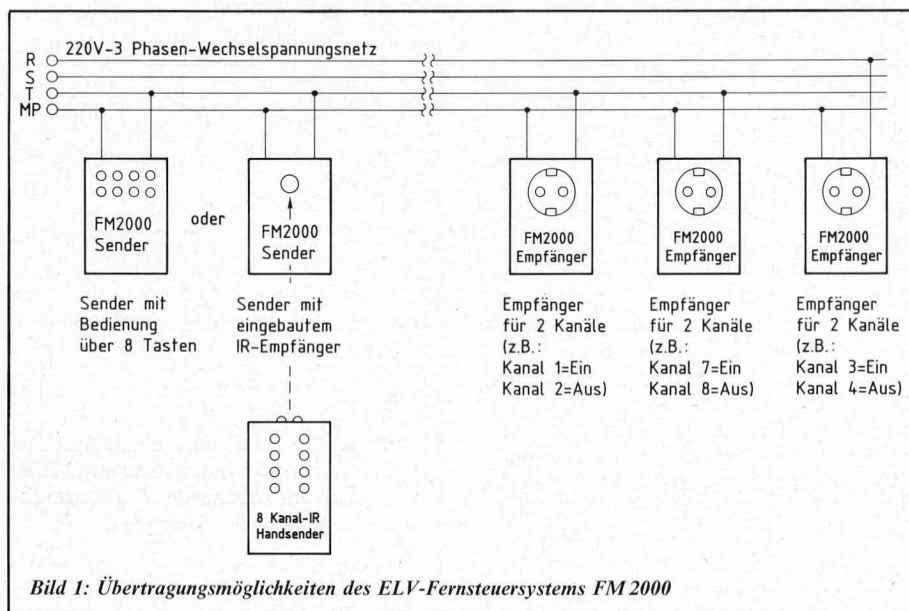 220V-3 Phasen-Wechselspannungsnetz
R
S
T
MP
FM2000
Sender
oder
FM2000
Sender
FM2000
Empfänger
FM2000
Empfänger
FM2000
Empfänger
Sender mit
Bedienung
über 8 Tasten
Sender mit
eingebautem
IR-Empfänger
Empfänger
für 2 Kanäle
(z.B.:
Kanal 1=Ein
Kanal 2=Aus)
Empfänger
für 2 Kanäle
(z.B.:
Kanal 7=Ein
Kanal 8=Aus)
Empfänger
für 2 Kanäle
(z.B.:
Kanal 3=Ein
Kanal 4=Aus)
8 Kanal-IR
Handsender
Bild 1: Übertragungsmöglichkeiten des ELV-Fernsteuersystems FM 2000